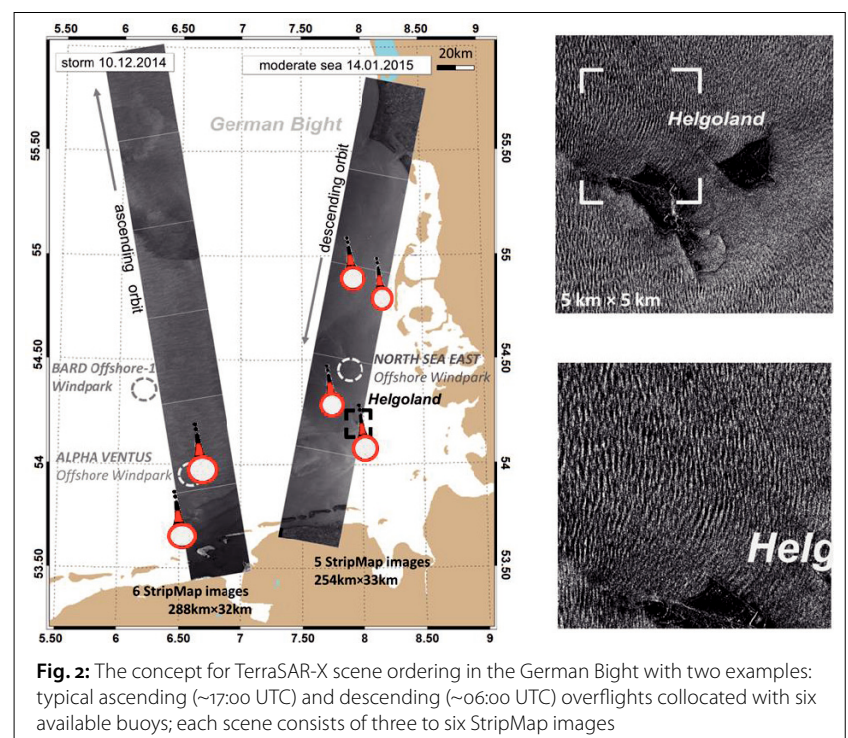 5.50 6 6.50 7 7.50 8 8.50 9
storm 10.12.2014
moderate sea 14.01.2015
20km
German Bight
Helgoland
55.50
55.50
ascending orbit
descending orbit
55
55
5 km × 5 km
54.50
54.50
BARD Offshore-1
Windpark
NORTH SEA EAST
Offshore Windpark
Helgoland
ALPHA VENTUS
Offshore Windpark
54
54
Helg
53.50
53.50
6 StripMap images
288km×32km
5 StripMap images
254km×33km
5.50 6 6.50 7 7.50 8 8.50 9
Fig. 2: The concept for TerraSAR-X scene ordering in the German Bight with two examples:
typical ascending (~17:00 UTC) and descending (~06:00 UTC) overflights collocated with six
available buoys; each scene consists of three to six StripMap images